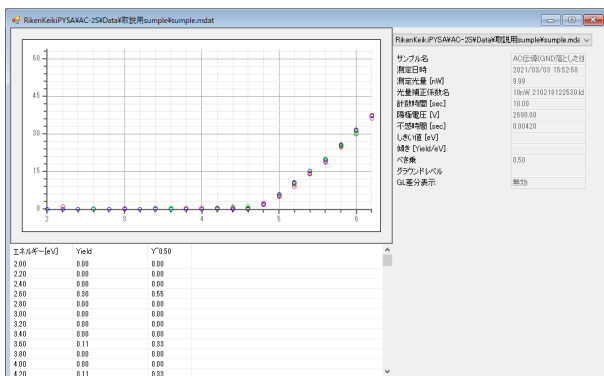 RikenKeikiPYSA¥AC-2S¥Data¥取説用sumple¥sumple.mdat
RikenKeikiPYSA¥AC-2S¥Data¥取説用sumple¥sumple.mda
60
45
30
15
0
2 3 4 5 6
サンプル名 AC伝導(GND落とした
測定日時 2021/03/03 15:52:58
測定光量 [nW] 9.99
光量補正係数名 10nW 210218122530.ld
計数時間 [sec] 10.00
陽極電圧 [V] 2690.80
不感時間 [sec] 0.00420
しきい値 [eV]
傾き [Yield/eV]
べき乗 0.50
グラウンドレベル
GL差分表示 無効
エネルギー[eV] Yield Y^0.50
2.00 0.00 0.00
2.20 0.00 0.00
2.40 0.00 0.00
2.60 0.30 0.55
2.80 0.00 0.00
3.00 0.00 0.00
3.20 0.00 0.00
3.40 0.00 0.00
3.60 0.11 0.33
3.80 0.00 0.00
4.00 0.00 0.00
4.20 0.11 0.33